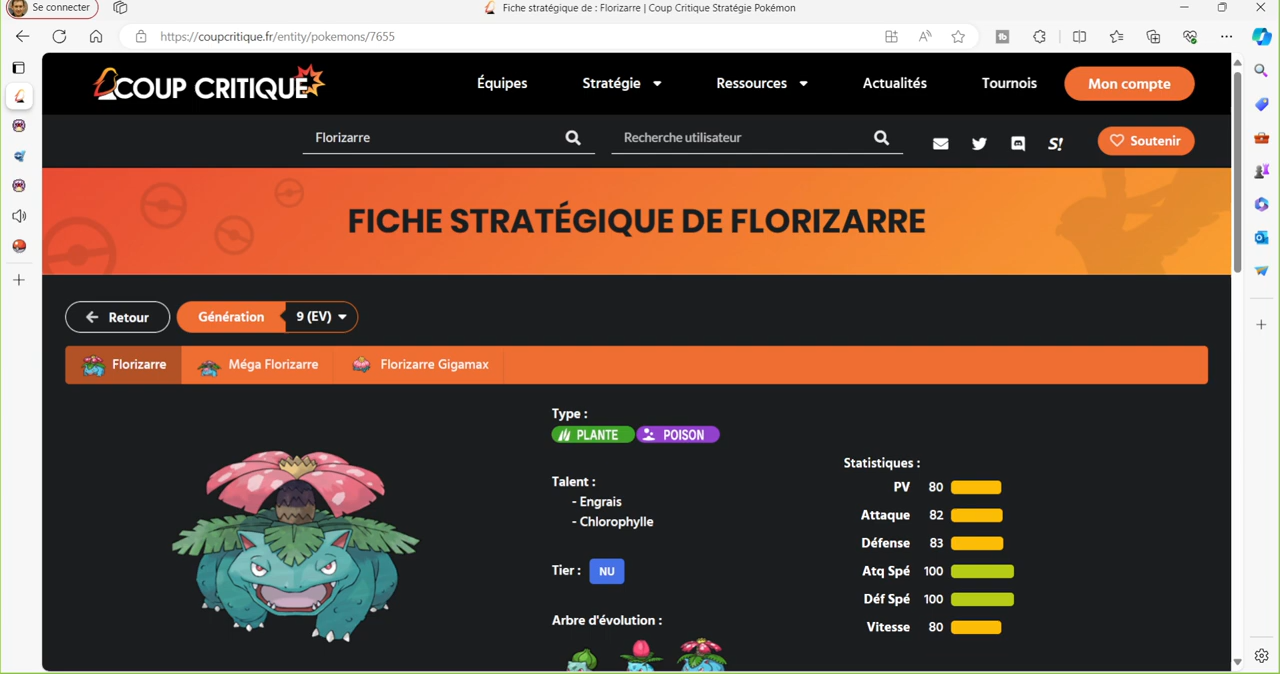 Se connecter
Fiche stratégique de : Florizarre | Coup Critique Stratégie Pokémon
https://coupcritique.fr/entity/pokemons/7655
COUP CRITIQUE
Équipes
Stratégie
Ressources
Actualités
Tournois
Mon compte
Florizarre
Recherche utilisateur
S!
Soutenir
FICHE STRATÉGIQUE DE FLORIZARRE
Retour
Génération
9 (EV)
Florizarre
Méga Florizarre
Florizarre Gigamax
Type :
PLANTE
POISON
Talent :
- Engrais
- Chlorophylle
Tier : NU
Arbre d'évolution :
Statistiques :
PV 80
Attaque 82
Défense 83
Atq Spé 100
Déf Spé 100
Vitesse 80